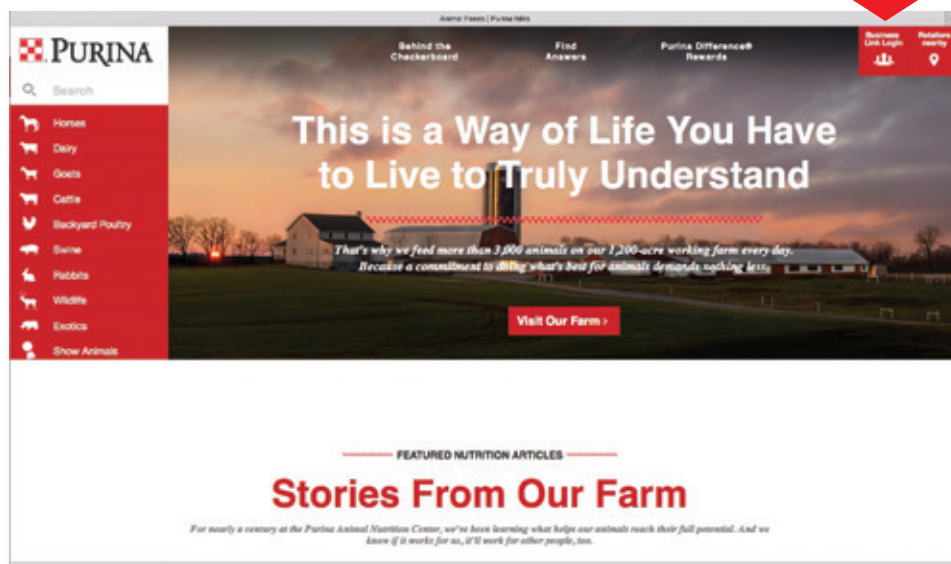 Animal Feeds | Purina Mills
PURINA
Behind the
Checkerboard
Find
Answers
Purina Difference®
Rewards
Business
Link Login
Retailers
nearby
Search
Horses
Dairy
Goats
Cattle
Backyard Poultry
Swine
Rabbits
Wildlife
Exotics
Show Animals
This is a Way of Life You Have
to Live to Truly Understand
That's why we feed more than 3,000 animals on our 1,200-acre working farm every day.
Because a commitment to doing what's best for animals demands nothing less.
Visit Our Farm >
FEATURED NUTRITION ARTICLES
Stories From Our Farm
For nearly a century at the Purina Animal Nutrition Center, we've been learning what helps our animals reach their full potential. And we
know if it works for us, it'll work for other people, too.